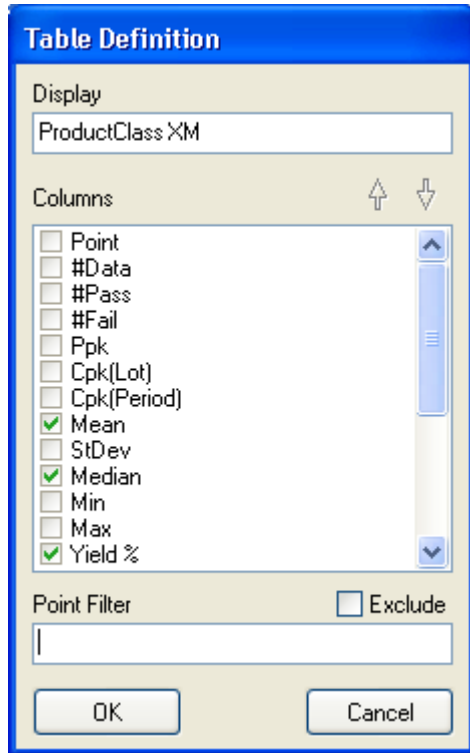 Table Definition
Display
ProductClass XM
Columns
Point
#Data
#Pass
#Fail
Ppk
Cpk(Lot)
Cpk(Period)
Mean
StDev
Median
Min
Max
Yield %
Point Filter Exclude
OK Cancel